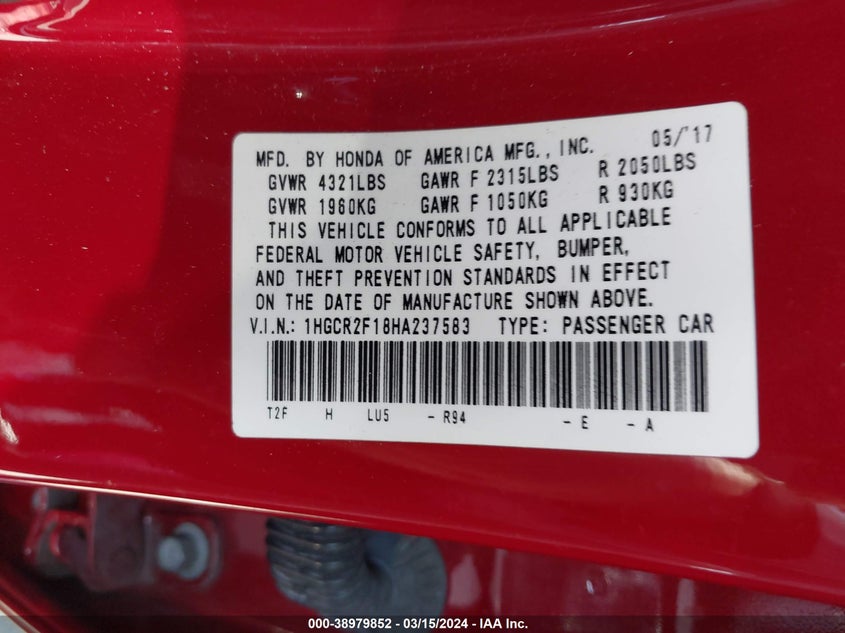 MFD. BY HONDA OF AMERICA MFG., INC. 05/'17
GVWR 4321LBS GAWR F 2315LBS R 2050LBS
GVWR 1960KG GAWR F 1050KG R 930KG
THIS VEHICLE CONFORMS TO ALL APPLICABLE
FEDERAL MOTOR VEHICLE SAFETY, BUMPER,
AND THEFT PREVENTION STANDARDS IN EFFECT
ON THE DATE OF MANUFACTURE SHOWN ABOVE.
V.I.N.: 1HGCR2F18HA237583 TYPE: PASSENGER CAR
T2F H LU5 - R94 - E - A
000-38979852 - 03/15/2024 - IAA Inc.